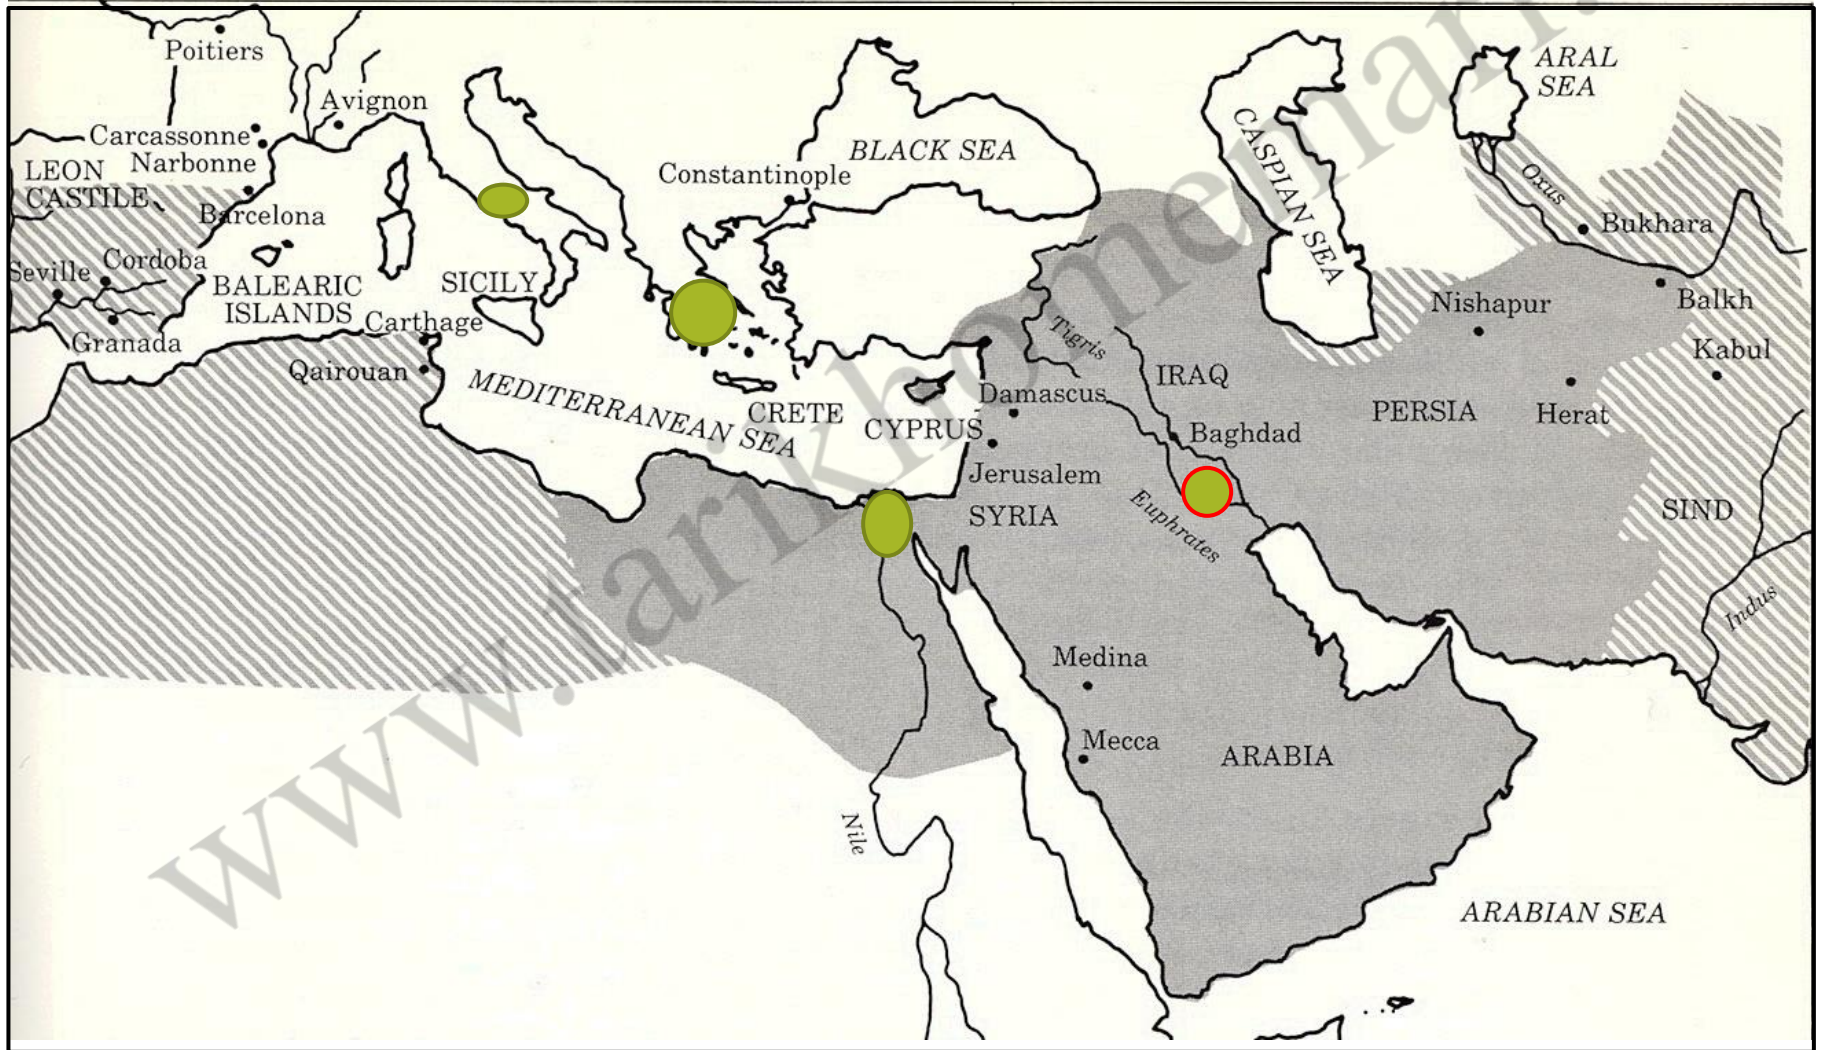 Poitiers
Avignon
Carcassonne
Narbonne
LEON
CASTILE
Barcelona
Seville
Cordoba
Granada
BALEARIC
ISLANDS
SICILY
Carthage
Qairouan
MEDITERRANEAN SEA
Constantinople
BLACK SEA
CRETE
CYPRUS
CASPIAN SEA
ARAL
SEA
Oxus
Bukhara
Balkh
Nishapur
Kabul
Herat
PERSIA
Tigris
IRAQ
Damascus
Baghdad
Jerusalem
SYRIA
Euphrates
SIND
Indus
Medina
Mecca
ARABIA
Nile
ARABIAN SEA
www.tarikhomemari.